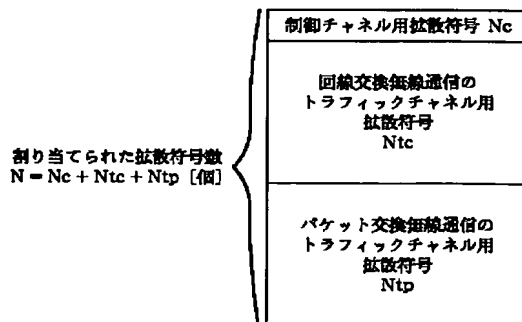 制御チャネル用拡散符号 Nc
回線交換無線通信の
トラフィックチャネル用
拡散符号
Ntc
割り当てられた拡散符号数
N = Nc + Ntc + Ntp [個]
パケット交換無線通信の
トラフィックチャネル用
拡散符号
Ntp